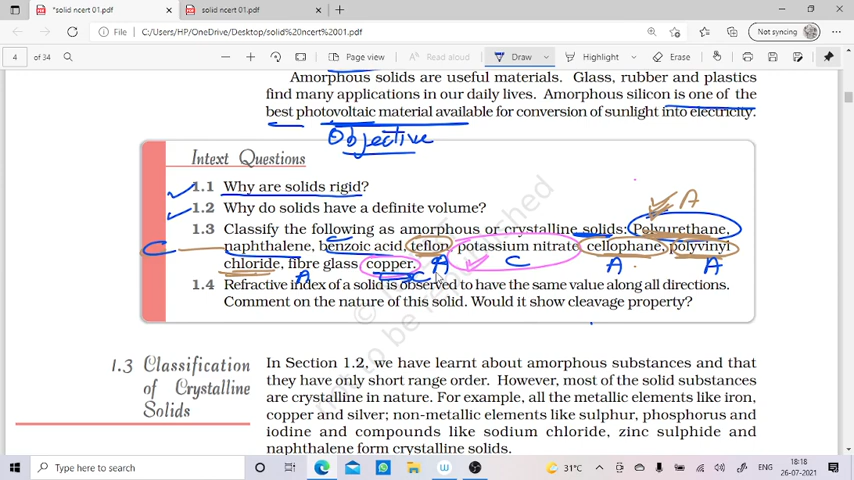 *solid ncert 01.pdf
solid ncert 01.pdf
File
C:/Users/HP/OneDrive/Desktop/solid%20ncert%2001.pdf
Not syncing
4 of 34
Page view
Read aloud
Draw
Highlight
Erase
Amorphous solids are useful materials. Glass, rubber and plastics
find many applications in our daily lives. Amorphous silicon is one of the
best photovoltaic material available for conversion of sunlight into electricity.
Objective
Intext Questions
1.1 Why are solids rigid?
1.2 Why do solids have a definite volume?
A
1.3 Classify the following as amorphous or crystalline solids: Polyurethane,
C naphthalene, benzoic acid, teflon, potassium nitrate, cellophane, polyvinyl
chloride, fibre glass, copper.
A C A C A A
1.4 Refractive index of a solid is observed to have the same value along all directions.
Comment on the nature of this solid. Would it show cleavage property?
1.3 Classification
of Crystalline
Solids
In Section 1.2, we have learnt about amorphous substances and that
they have only short range order. However, most of the solid substances
are crystalline in nature. For example, all the metallic elements like iron,
copper and silver; non-metallic elements like sulphur, phosphorus and
iodine and compounds like sodium chloride, zinc sulphide and
naphthalene form crystalline solids.
not to be republished
Type here to search
31°C
ENG
18:18
26-07-2021